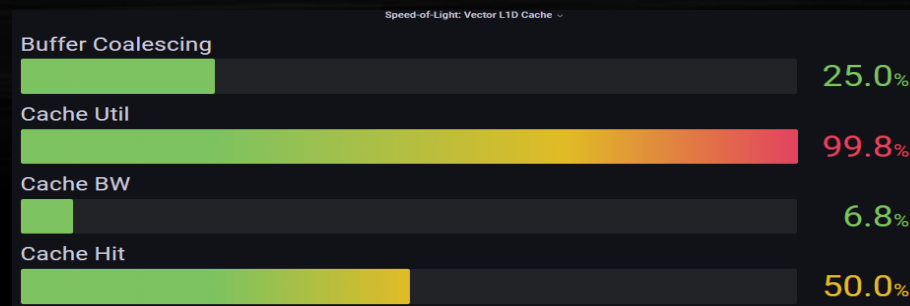 Speed-of-Light: Vector L1D Cache
Buffer Coalescing
25.0%
Cache Util
99.8%
Cache BW
6.8%
Cache Hit
50.0%